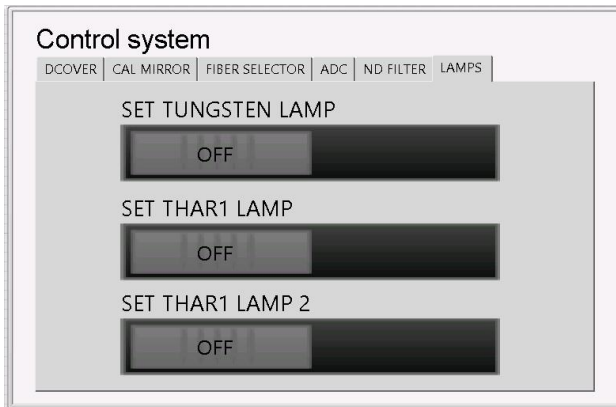 Control system
DCOVER CAL MIRROR FIBER SELECTOR ADC ND FILTER LAMPS
SET TUNGSTEN LAMP
OFF
SET THAR1 LAMP
OFF
SET THAR1 LAMP 2
OFF